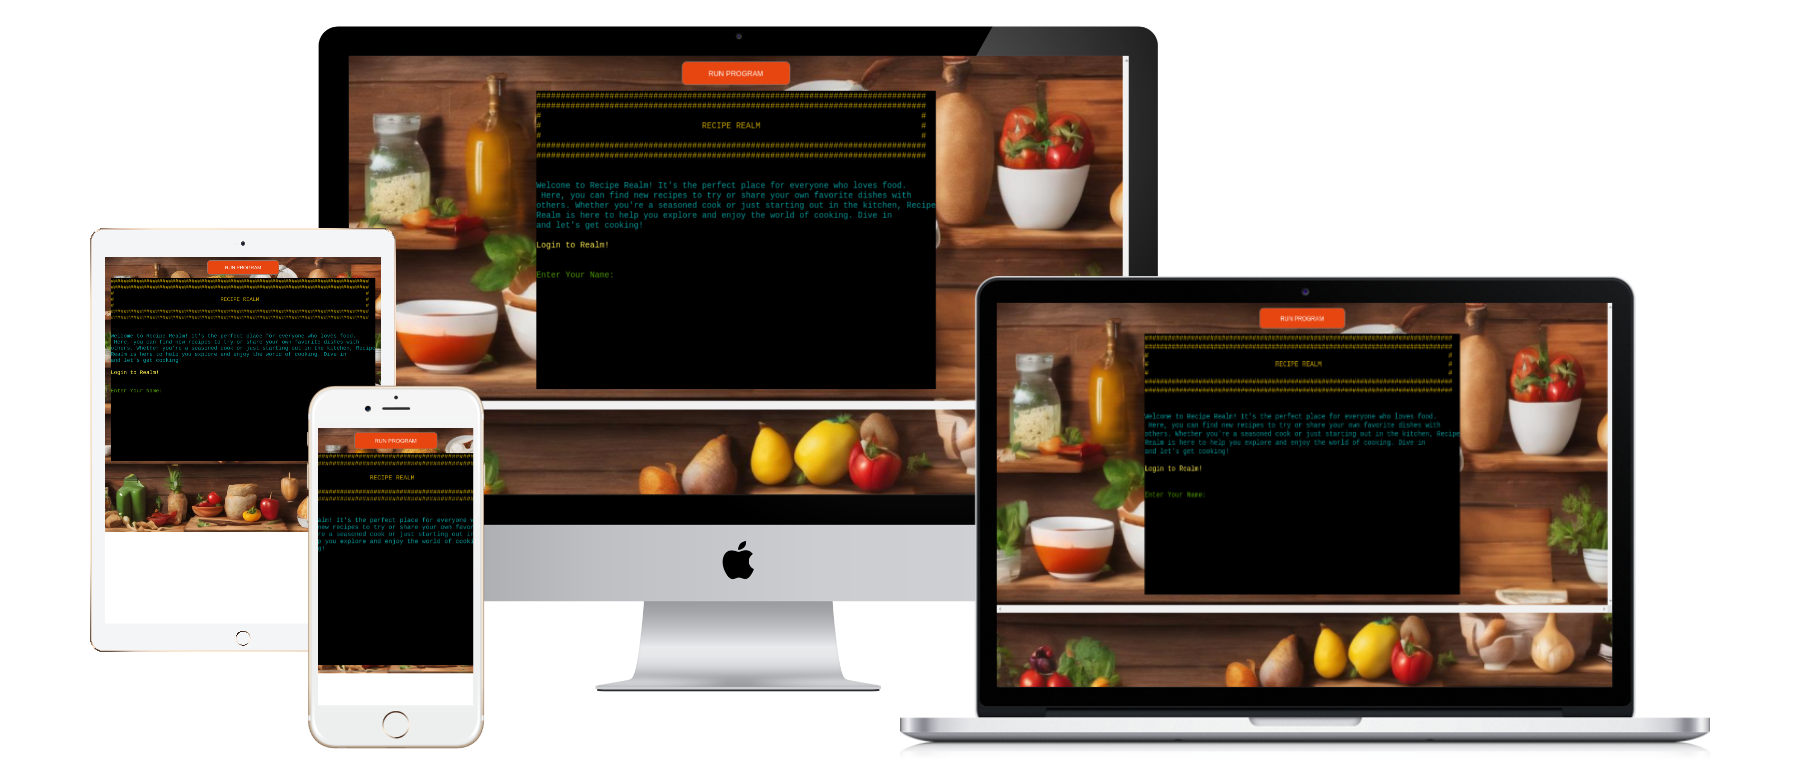 RUN PROGRAM
################################################################################
################################################################################
#                                                                              #
#                                 RECIPE REALM                                 #
#                                                                              #
################################################################################
################################################################################
Welcome to Recipe Realm! It's the perfect place for everyone who loves food.
Here, you can find new recipes to try or share your own favorite dishes with
others. Whether you're a seasoned cook or just starting out in the kitchen, Recipe
Realm is here to help you explore and enjoy the world of cooking. Dive in
and let's get cooking!
Login to Realm!
Enter Your Name:
RUN PROGRAM
################################################################################
################################################################################
#                                                                              #
#                                 RECIPE REALM                                 #
#                                                                              #
################################################################################
################################################################################
Welcome to Recipe Realm! It's the perfect place for everyone who loves food.
Here, you can find new recipes to try or share your own favorite dishes with
others. Whether you're a seasoned cook or just starting out in the kitchen, Recipe
Realm is here to help you explore and enjoy the world of cooking. Dive in
and let's get cooking!
Login to Realm!
Enter Your Name:
RUN PROGRAM
RECIPE REALM
alm! It's the perfect place for everyone w
new recipes to try or share your own favor
re a seasoned cook or just starting out in
p you explore and enjoy the world of cooki
g!
RUN PROGRAM
################################################################################
################################################################################
#                                                                              #
#                                 RECIPE REALM                                 #
#                                                                              #
################################################################################
################################################################################
Welcome to Recipe Realm! It's the perfect place for everyone who loves food.
Here, you can find new recipes to try or share your own favorite dishes with
others. Whether you're a seasoned cook or just starting out in the kitchen, Recipe
Realm is here to help you explore and enjoy the world of cooking. Dive in
and let's get cooking!
Login to Realm!
Enter Your Name: